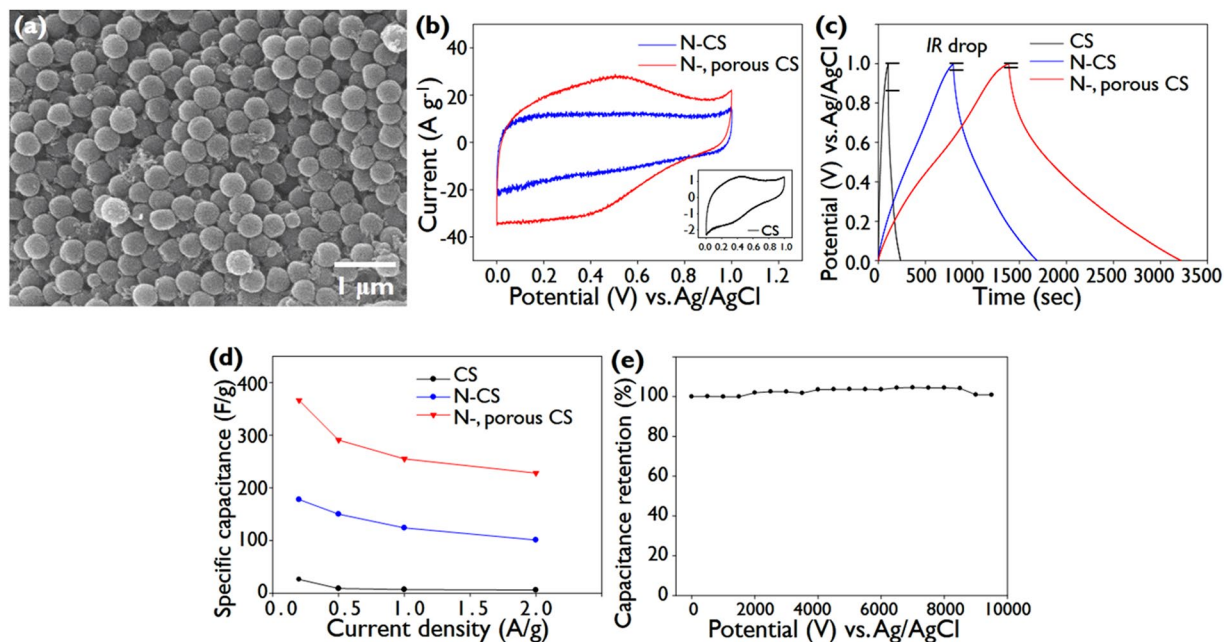 (a)
1 μm
(b)
N-CS
N-, porous CS
Current (A g⁻¹)
40
20
0
-20
-40
0.0 0.2 0.4 0.6 0.8 1.0 1.2
Potential (V) vs.Ag/AgCl
1
0
-1
-2
CS
0.0 0.2 0.4 0.6 0.8 1.0
(c)
IR drop
CS
N-CS
N-, porous CS
Potential (V) vs.Ag/AgCl
1.0
0.8
0.6
0.4
0.2
0.0
0 500 1000 1500 2000 2500 3000 3500
Time (sec)
(d)
CS
N-CS
N-, porous CS
Specific capacitance (F/g)
400
300
200
100
0
0.0 0.5 1.0 1.5 2.0
Current density (A/g)
(e)
Capacitance retention (%)
100
80
60
40
20
0
0 2000 4000 6000 8000 10000
Potential (V) vs.Ag/AgCl